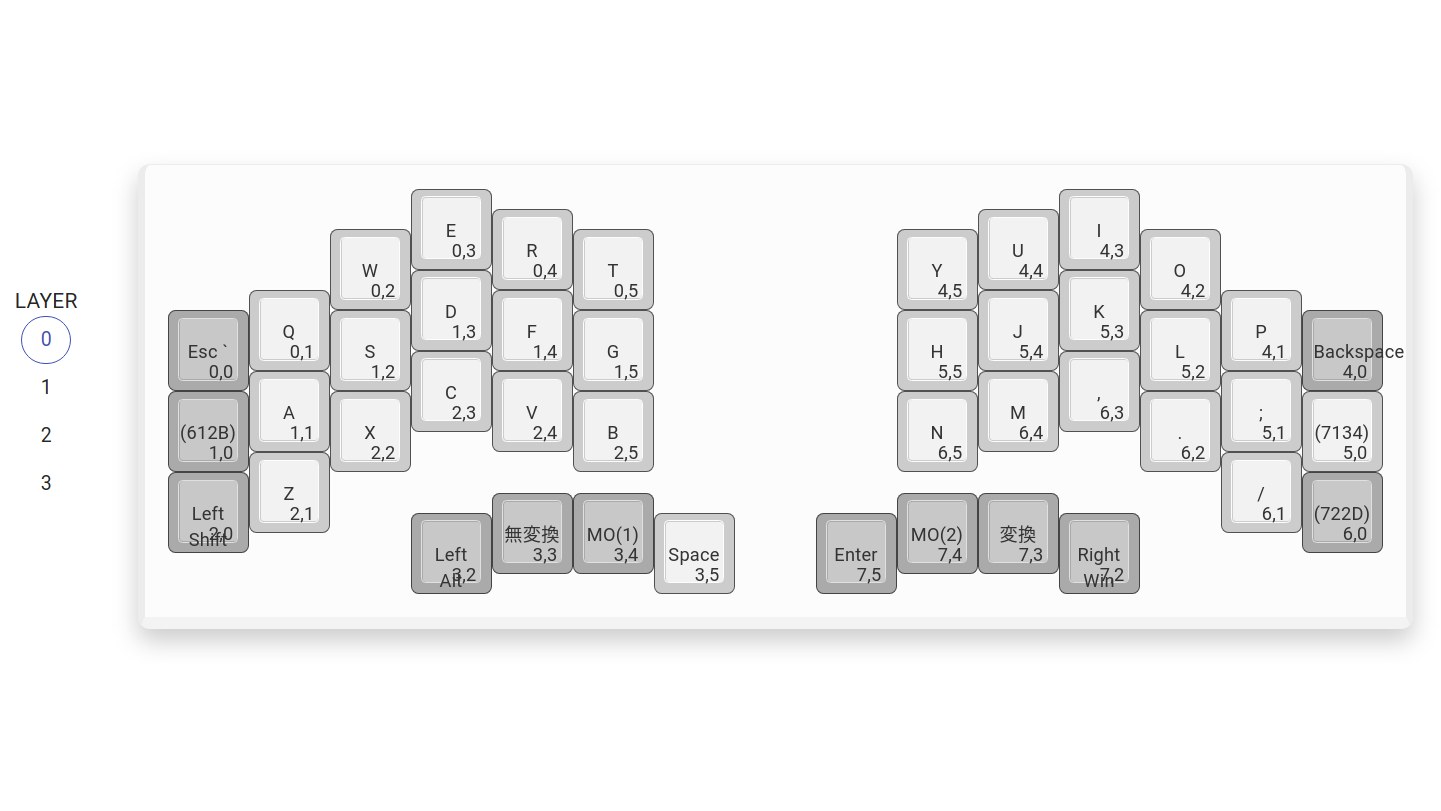 LAYER
0
1
2
3
E
0,3
R
0,4
W
0,2
T
0,5
Q
0,1
D
1,3
F
1,4
Esc `
0,0
S
1,2
G
1,5
A
1,1
C
2,3
V
2,4
(612B)
1,0
X
2,2
B
2,5
Z
2,1
Left
Shift
2,0
Left
Alt
3,2
無変換
3,3
MO(1)
3,4
Space
3,5
I
4,3
U
4,4
Y
4,5
O
4,2
K
5,3
P
4,1
J
5,4
H
5,5
L
5,2
Backspace
4,0
,
6,3
M
6,4
;
5,1
N
6,5
.
6,2
(7134)
5,0
/
6,1
(722D)
6,0
Enter
7,5
MO(2)
7,4
変換
7,3
Right
Win
7,2